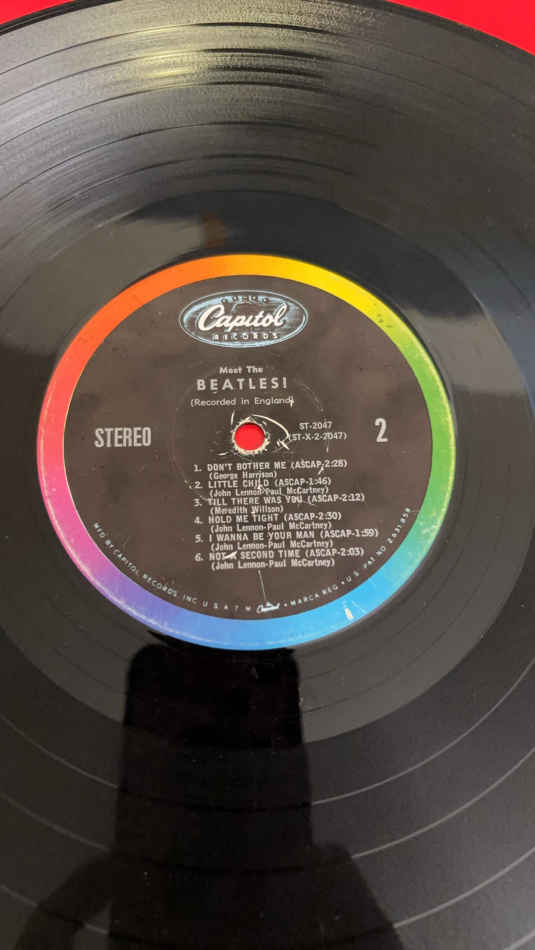 Capitol
RECORDS
Meet The
BEATLES!
(Recorded in England)
STEREO
ST-2047
(ST-X-2-2047)
2
1. DON'T BOTHER ME (ASCAP-2:28)
(George Harrison)
2. LITTLE CHILD (ASCAP-1:46)
(John Lennon-Paul McCartney)
3. TILL THERE WAS YOU (ASCAP-2:12)
(Meredith Willson)
4. HOLD ME TIGHT (ASCAP-2:30)
(John Lennon-Paul McCartney)
5. I WANNA BE YOUR MAN (ASCAP-1:59)
(John Lennon-Paul McCartney)
6. NOT A SECOND TIME (ASCAP-2:03)
(John Lennon-Paul McCartney)
MFD. BY CAPITOL RECORDS, INC. U.S.A. T.M. Capitol • MARCA REG. • U.S. PAT. NO. 2,631,859